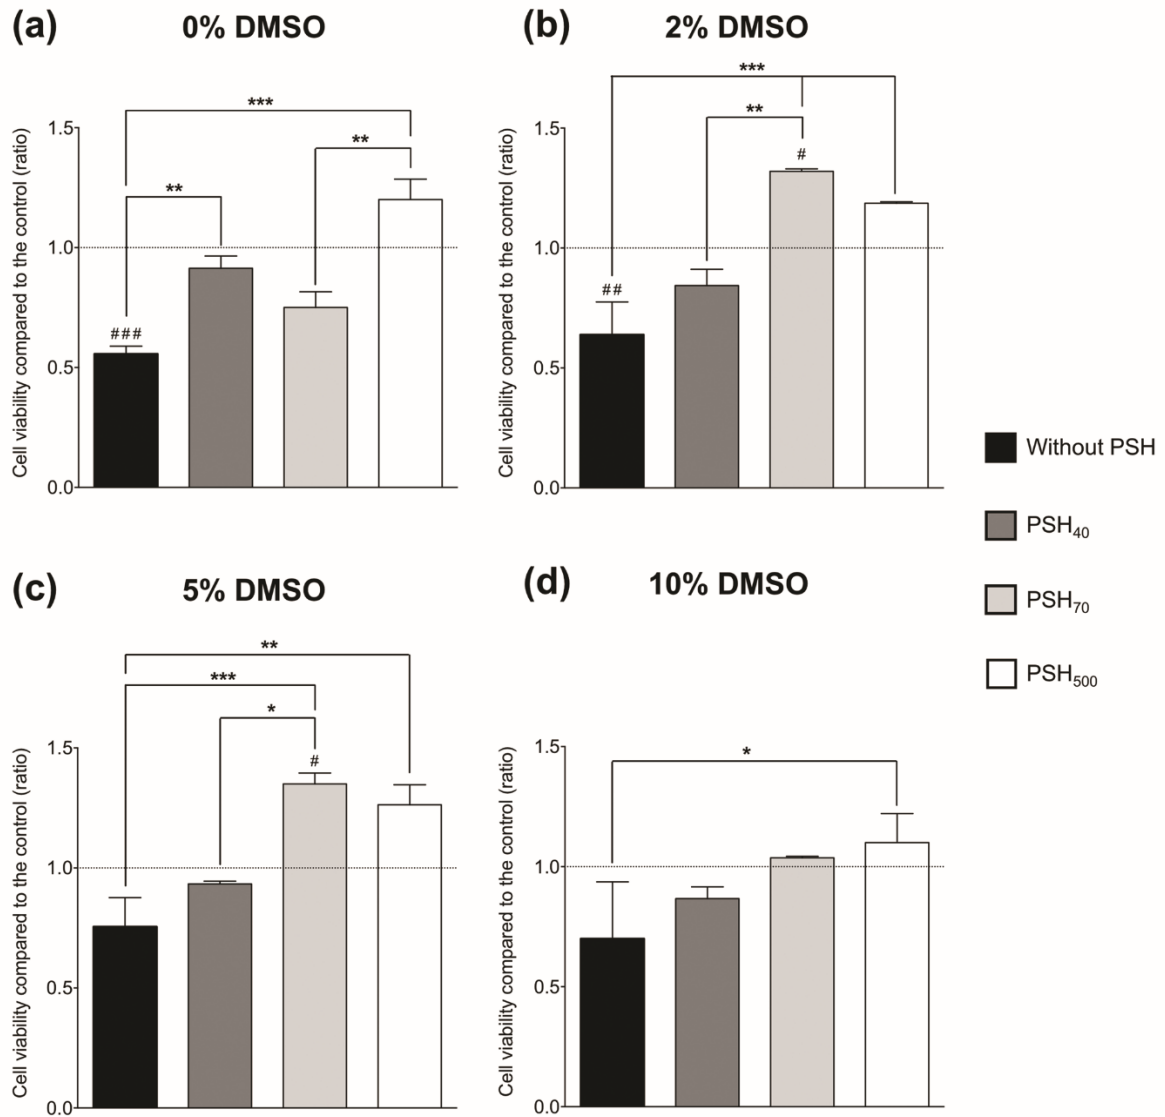 (a) 0% DMSO
Cell viability compared to the control (ratio)
1.5
1.0
0.5
0.0
***
**
**
###
(b) 2% DMSO
Cell viability compared to the control (ratio)
1.5
1.0
0.5
0.0
***
**
#
##
Without PSH
PSH40
PSH70
PSH500
(c) 5% DMSO
Cell viability compared to the control (ratio)
1.5
1.0
0.5
0.0
**
***
*
#
(d) 10% DMSO
Cell viability compared to the control (ratio)
1.5
1.0
0.5
0.0
*